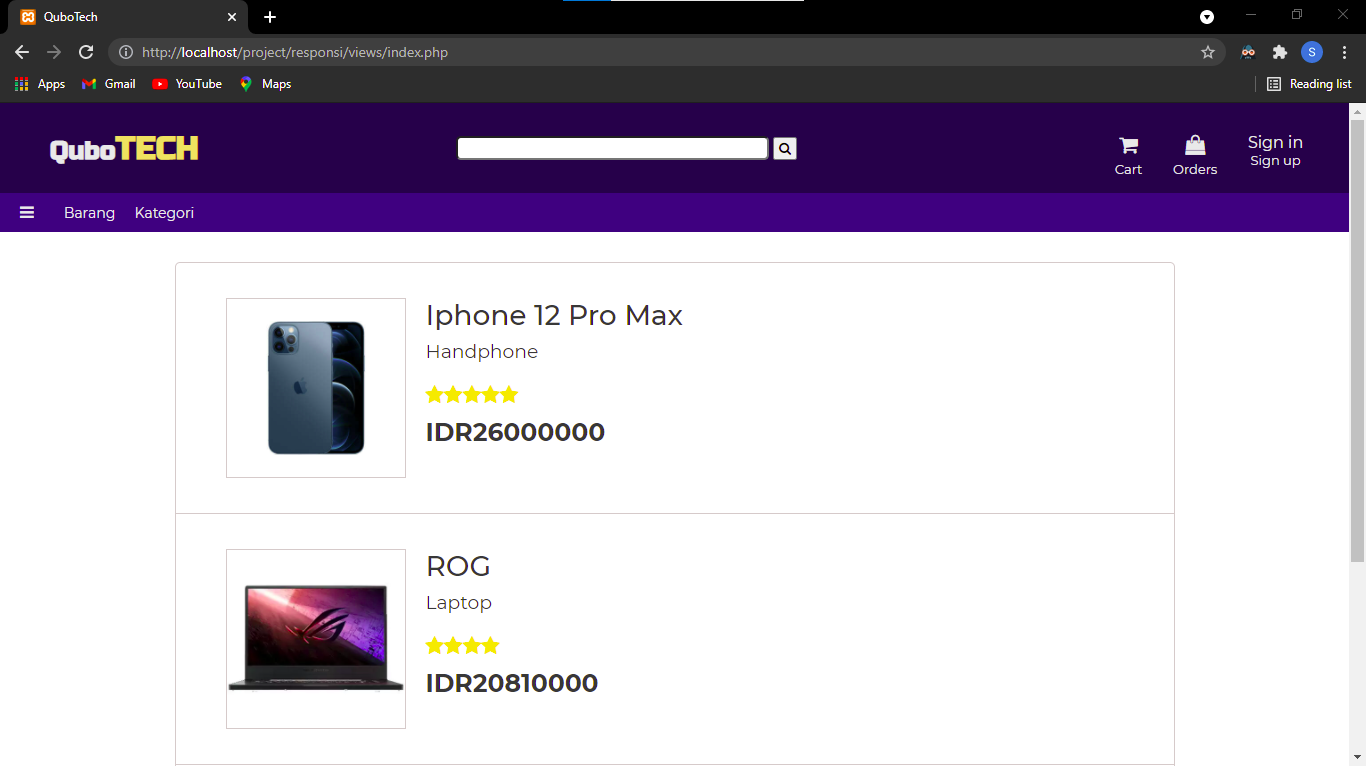 QuboTech
http://localhost/project/responsi/views/index.php
S
Apps Gmail YouTube Maps Reading list
QuboTECH
Cart
Orders
Sign in
Sign up
Barang Kategori
Iphone 12 Pro Max
Handphone
IDR26000000
ROG
Laptop
IDR20810000